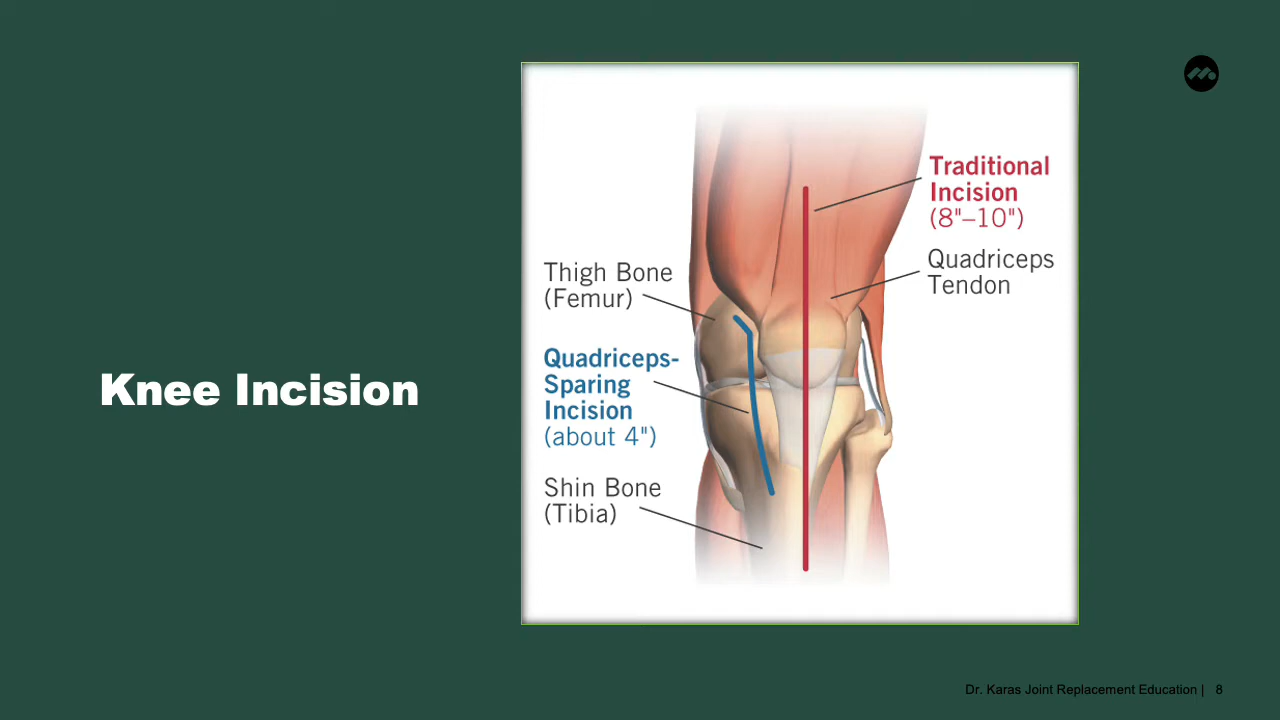 Knee Incision
Traditional
Incision
(8"–10")
Quadriceps
Tendon
Thigh Bone
(Femur)
Quadriceps-
Sparing
Incision
(about 4")
Shin Bone
(Tibia)
Dr. Karas Joint Replacement Education | 8